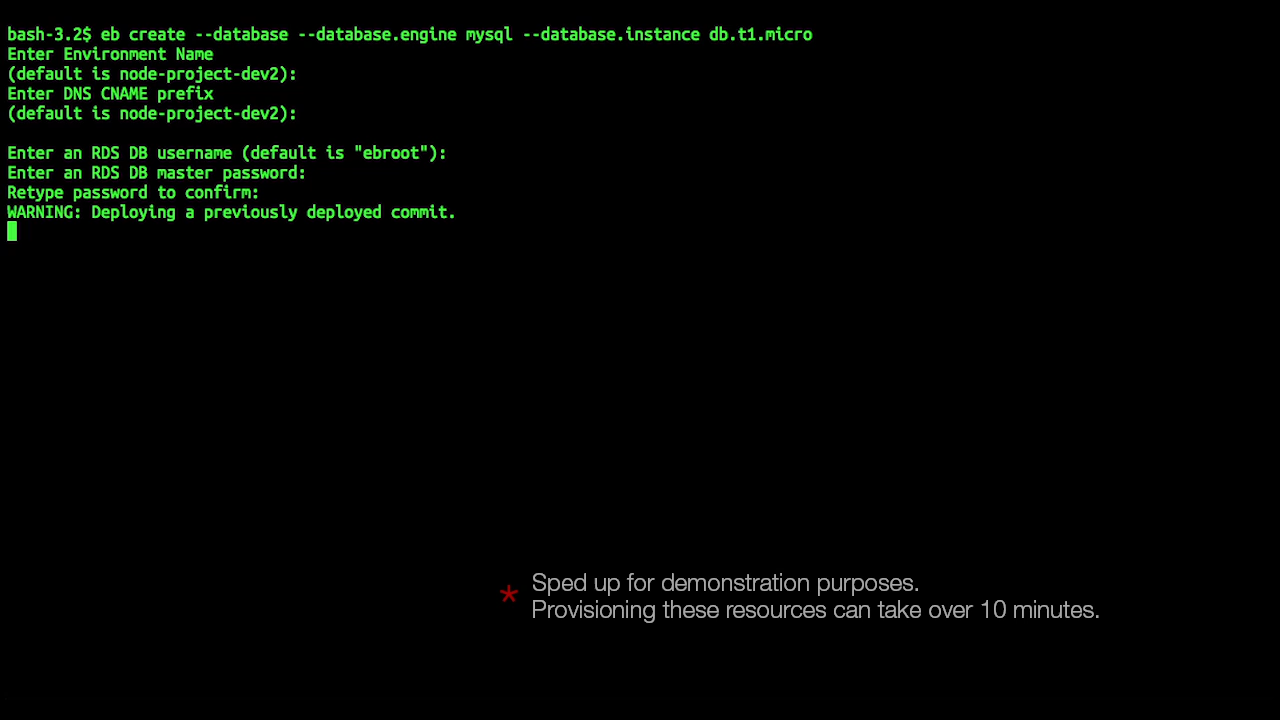 bash-3.2$ eb create --database --database.engine mysql --database.instance db.t1.micro
Enter Environment Name
(default is node-project-dev2):
Enter DNS CNAME prefix
(default is node-project-dev2):
Enter an RDS DB username (default is "ebroot"):
Enter an RDS DB master password:
Retype password to confirm:
WARNING: Deploying a previously deployed commit.
* Sped up for demonstration purposes.
Provisioning these resources can take over 10 minutes.